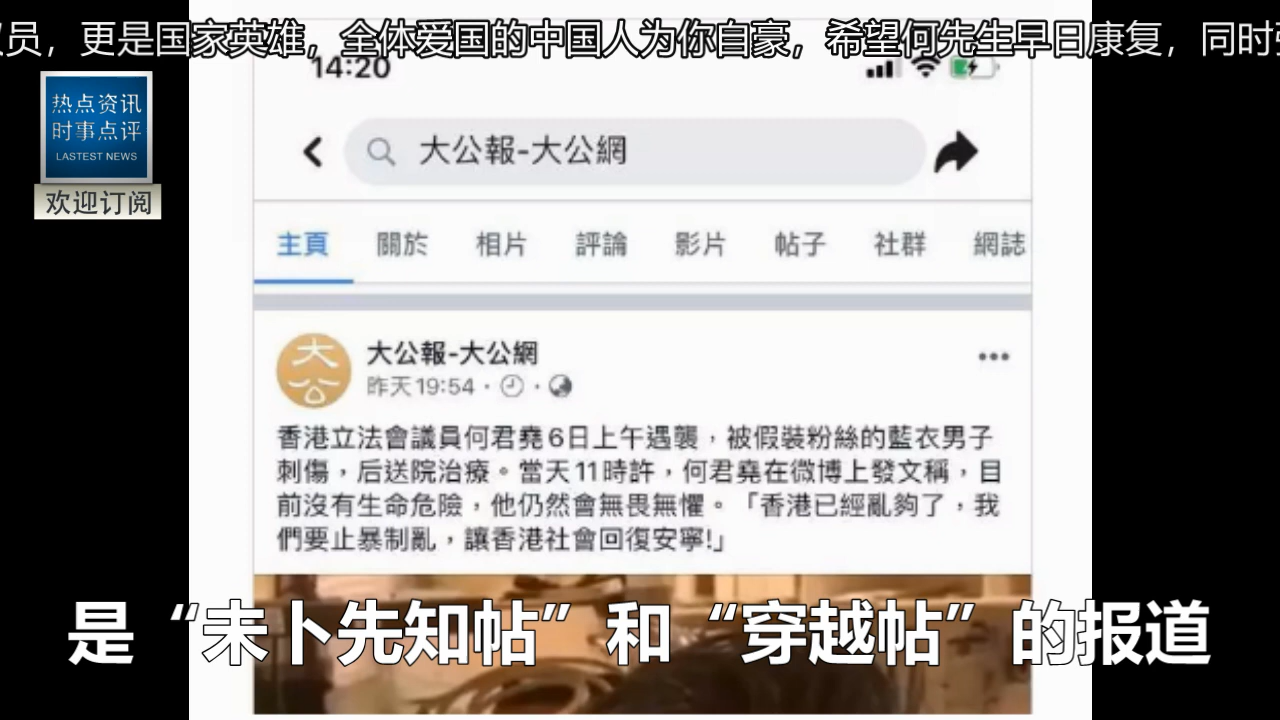 员，更是国家英雄，全体爱国的中国人为你自豪，希望何先生早日康复，同时
14:20
热点资讯
时事点评
LASTEST NEWS
欢迎订阅
大公報-大公網
主頁 關於 相片 評論 影片 帖子 社群 網誌
大公
大公報-大公網
昨天19:54
香港立法會議員何君堯6日上午遇襲，被假裝粉絲的藍衣男子
刺傷，后送院治療。當天11時許，何君堯在微博上發文稱，目
前沒有生命危險，他仍然會無畏無懼。「香港已經亂夠了，我
們要止暴制亂，讓香港社會回復安寧!」
是“未卜先知帖”和“穿越帖”的报道